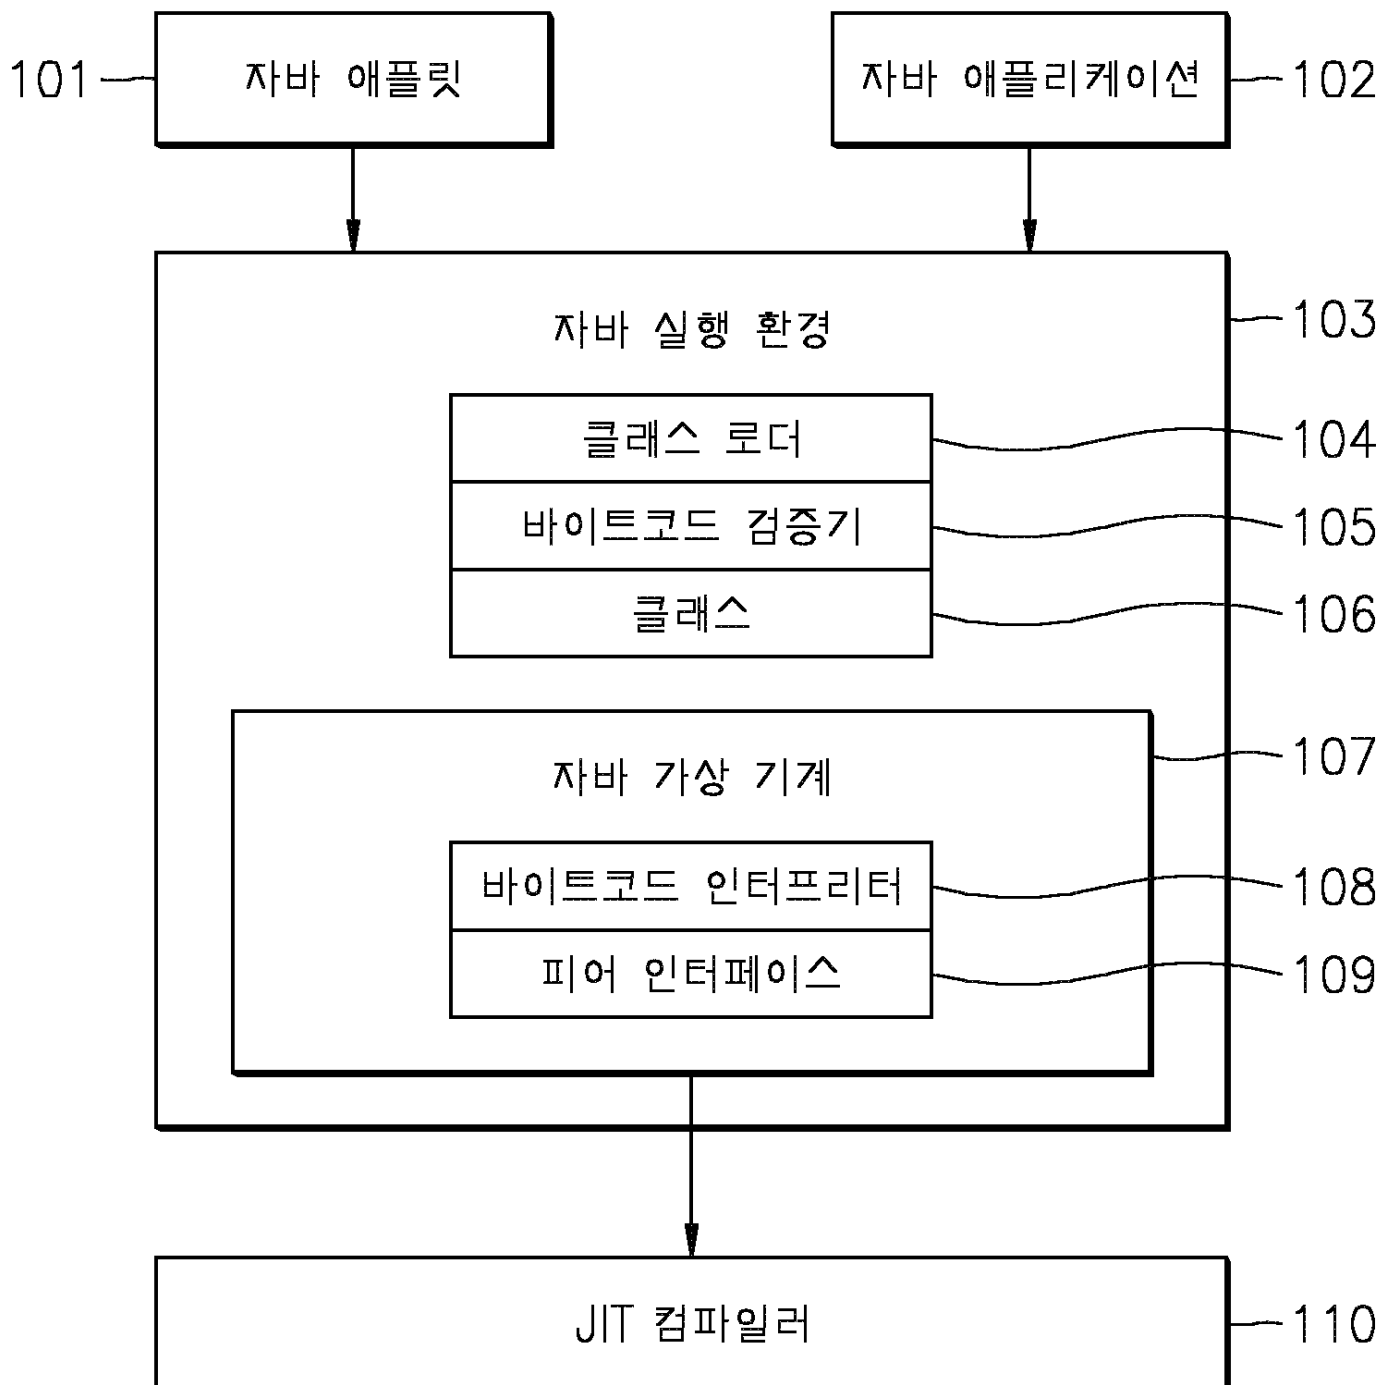 101 자바 애플릿
자바 애플리케이션 102
자바 실행 환경 103
클래스 로더 104
바이트코드 검증기 105
클래스 106
자바 가상 기계 107
바이트코드 인터프리터 108
피어 인터페이스 109
JIT 컴파일러 110